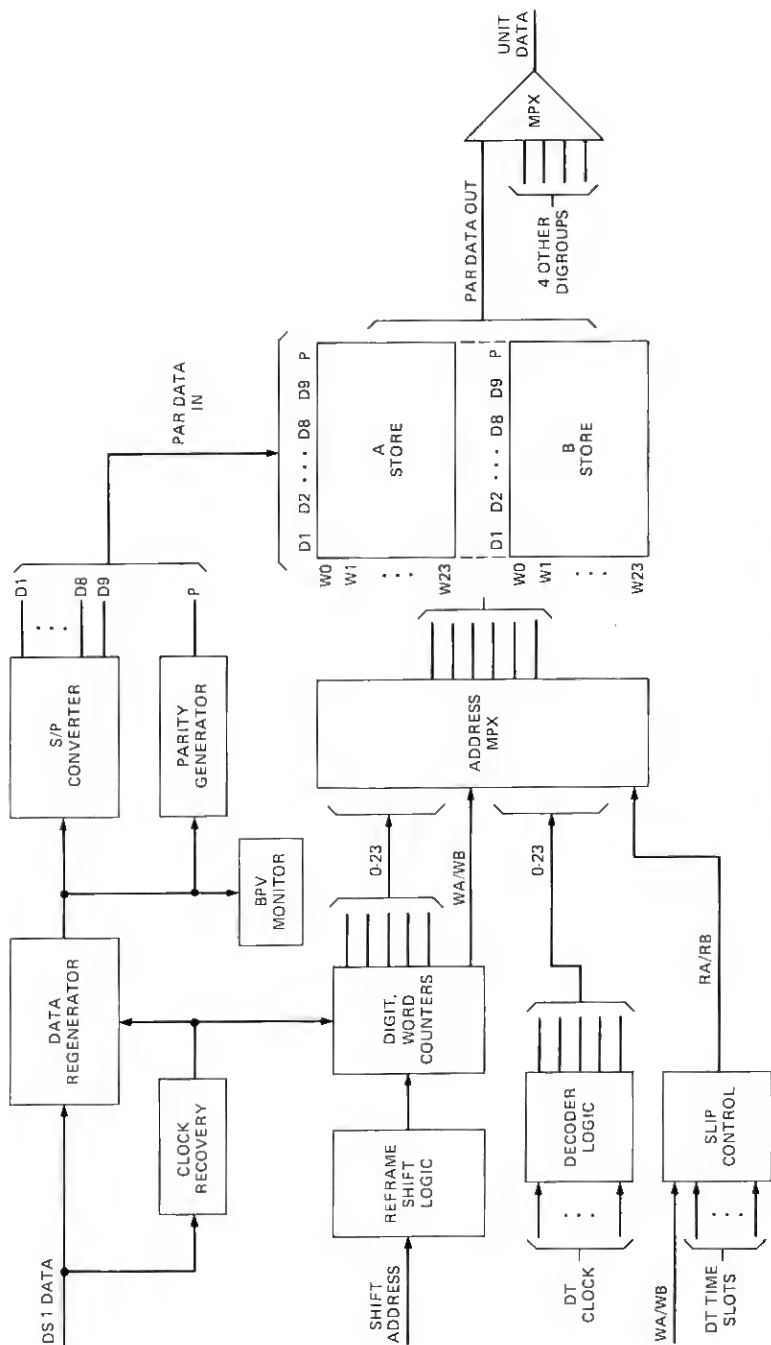 DS1 DATA
DATA
REGENERATOR
CLOCK
RECOVERY
BPV
MONITOR
S/P
CONVERTER
PARITY
GENERATOR
D1
. . .
D8
D9
P
PAR DATA
IN
SHIFT
ADDRESS
REFRAME
SHIFT
LOGIC
DIGIT,
WORD
COUNTERS
0-23
WA/WB
DT
CLOCK
. . .
DECODER
LOGIC
0-23
WA/WB
DT TIME
SLOTS
. . .
SLIP
CONTROL
RA/RB
ADDRESS
MPX
D1 D2 . . . D8 D9 P
W0
W1
. . .
W23
A
STORE
D1 D2 . . . D8 D9 P
W0
W1
. . .
W23
B
STORE
PAR DATA OUT
4 OTHER
DIGROUPS
MPX
UNIT
DATA